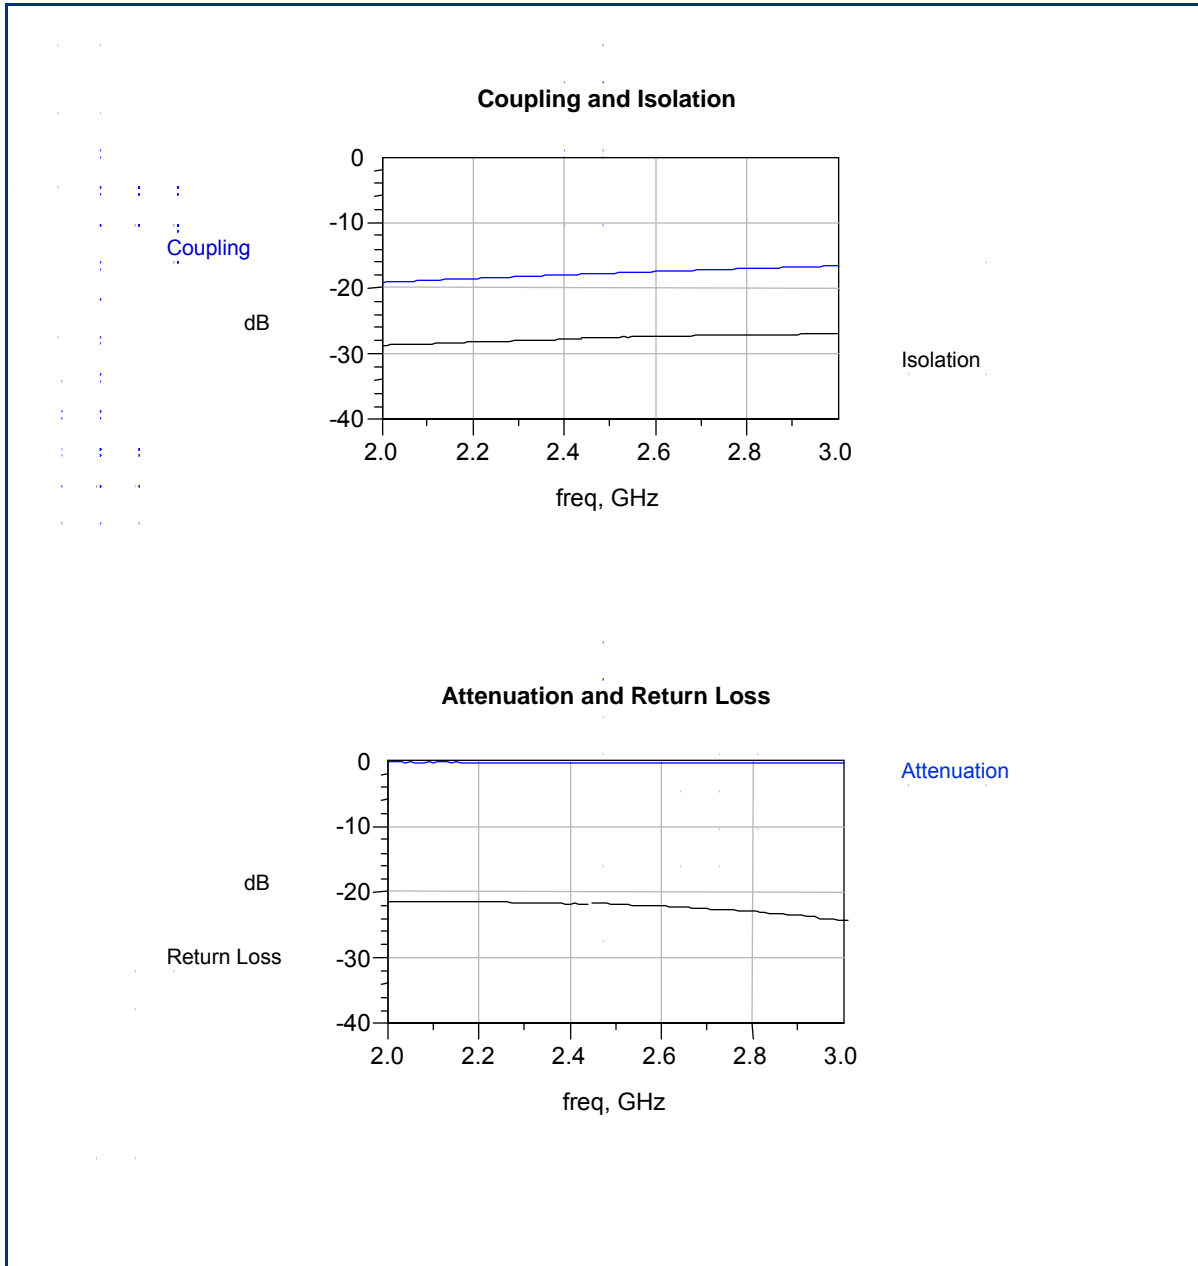 Coupling and Isolation
0
-10
Coupling
-20
dB
-30
Isolation
-40
2.0 2.2 2.4 2.6 2.8 3.0
freq, GHz
Attenuation and Return Loss
0
Attenuation
-10
dB
-20
Return Loss
-30
-40
2.0 2.2 2.4 2.6 2.8 3.0
freq, GHz